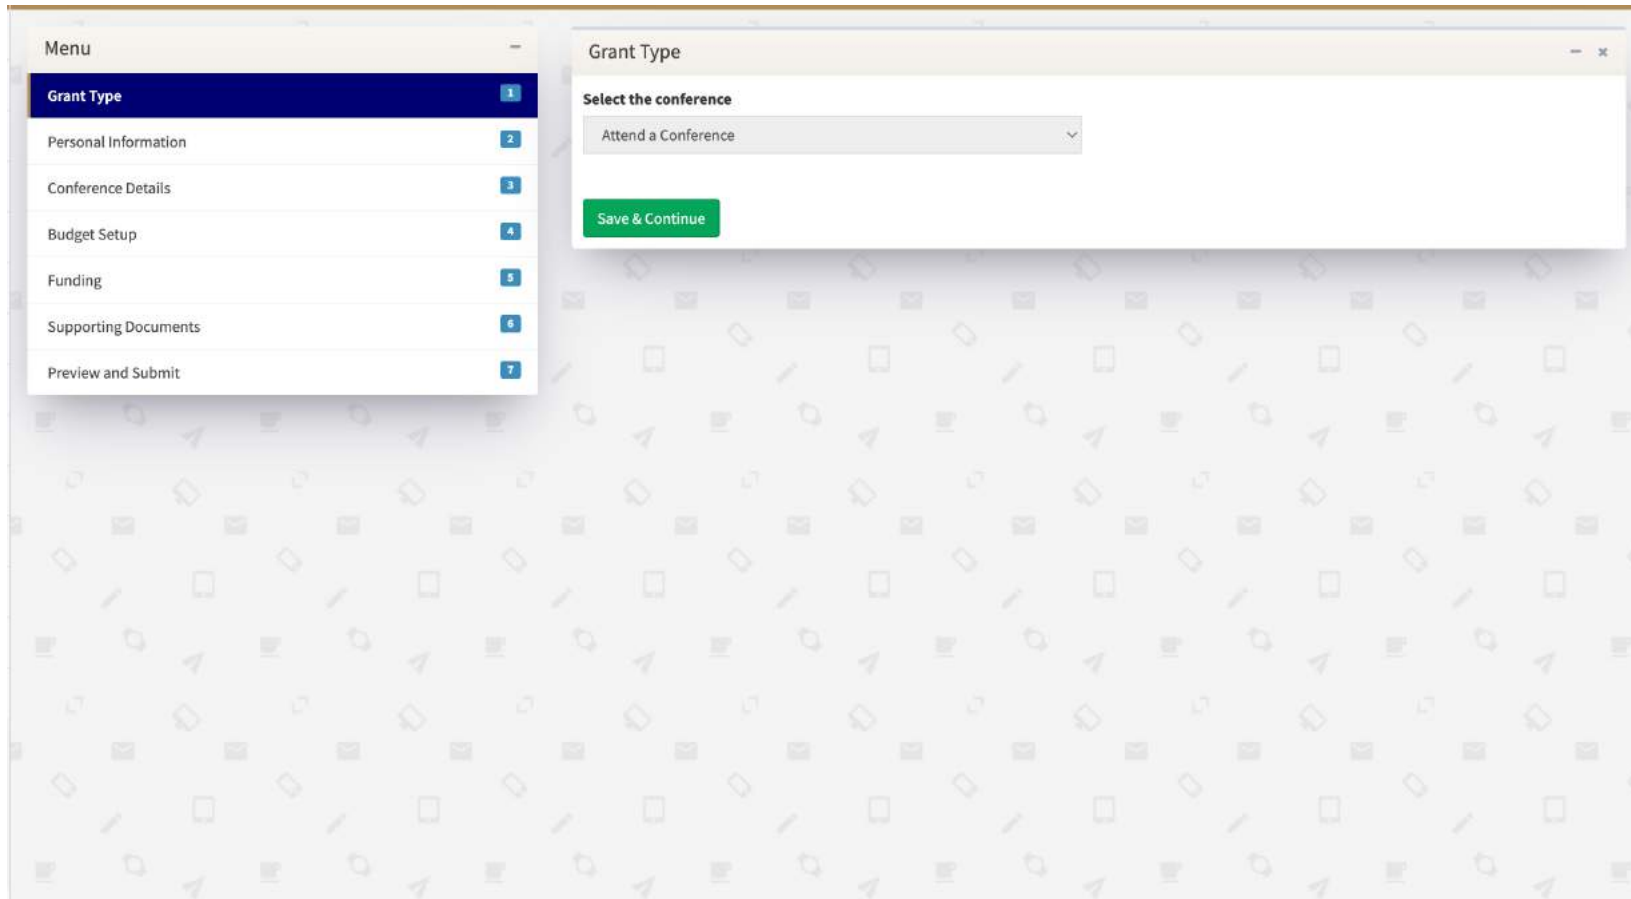 Menu
Grant Type 1
Personal Information 2
Conference Details 3
Budget Setup 4
Funding 5
Supporting Documents 6
Preview and Submit 7
Grant Type
Select the conference
Attend a Conference
Save & Continue